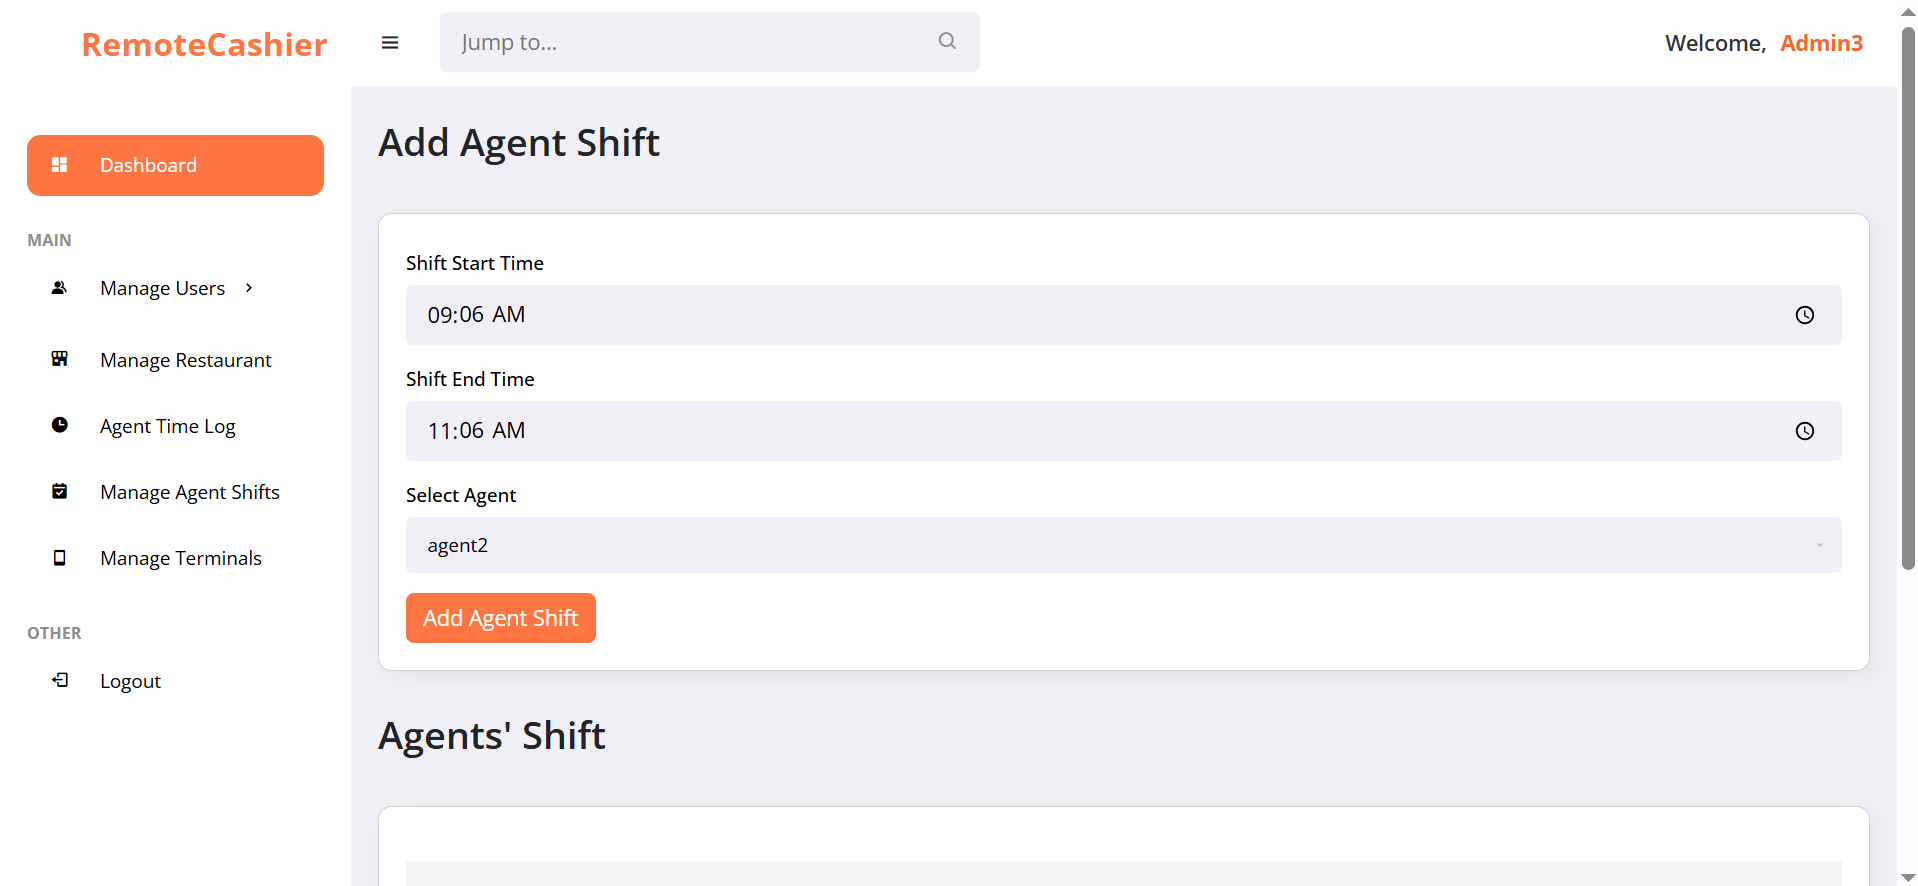 RemoteCashier
Jump to...
Welcome, Admin3
Dashboard
MAIN
Manage Users
Manage Restaurant
Agent Time Log
Manage Agent Shifts
Manage Terminals
OTHER
Logout
Add Agent Shift
Shift Start Time
09:06 AM
Shift End Time
11:06 AM
Select Agent
agent2
Add Agent Shift
Agents' Shift